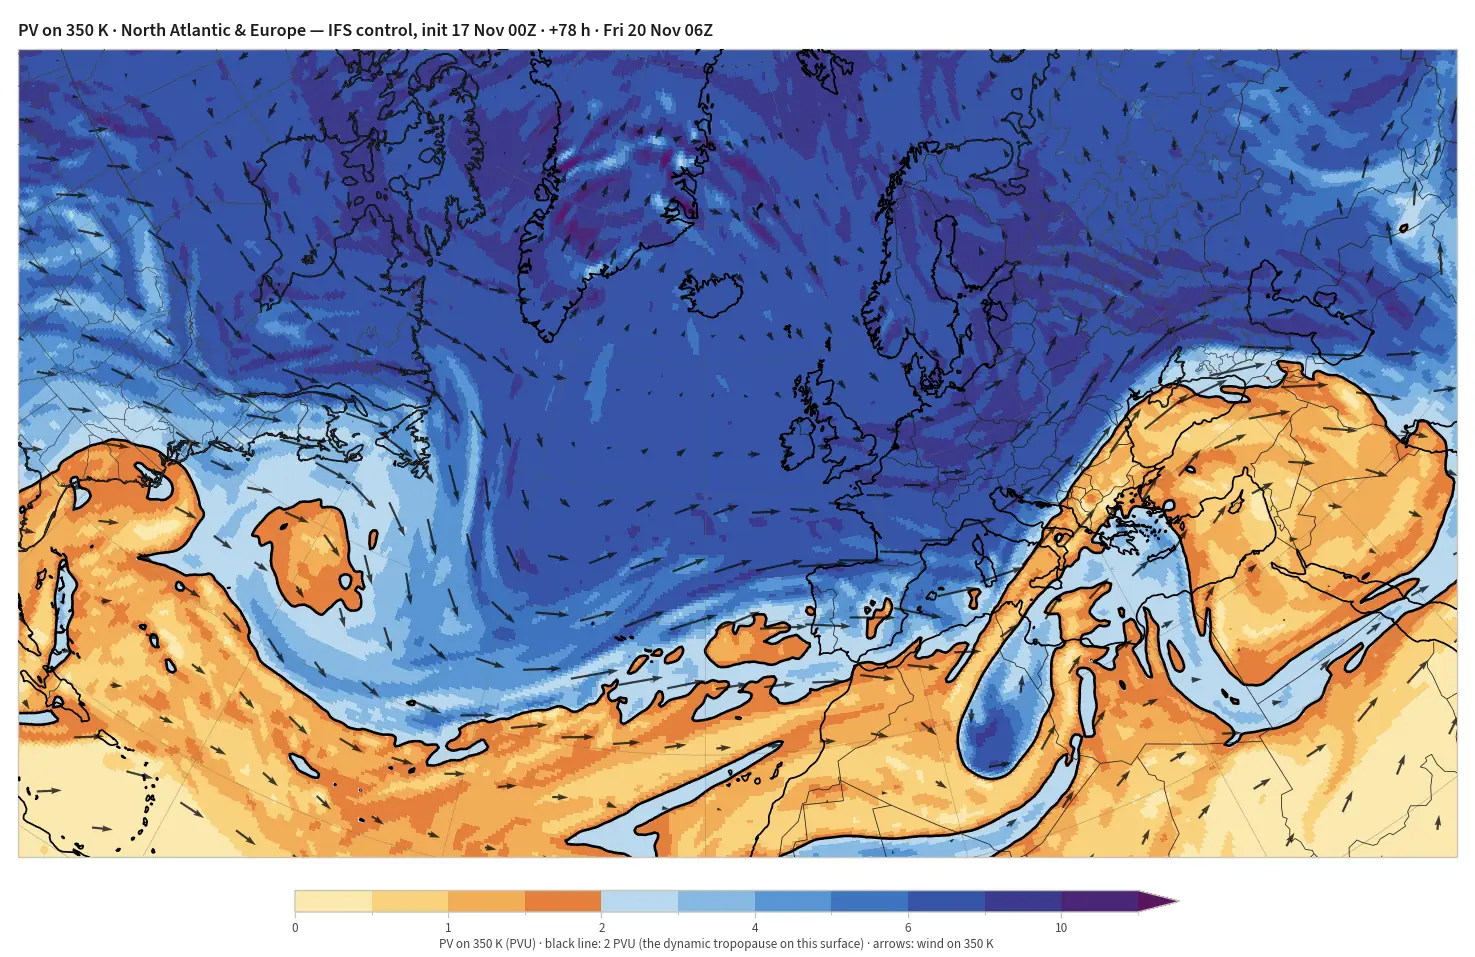 PV on 350 K · North Atlantic & Europe — IFS control, init 17 Nov 00Z · +78 h · Fri 20 Nov 06Z
0 1 2 4 6 10
PV on 350 K (PVU) · black line: 2 PVU (the dynamic tropopause on this surface) · arrows: wind on 350 K